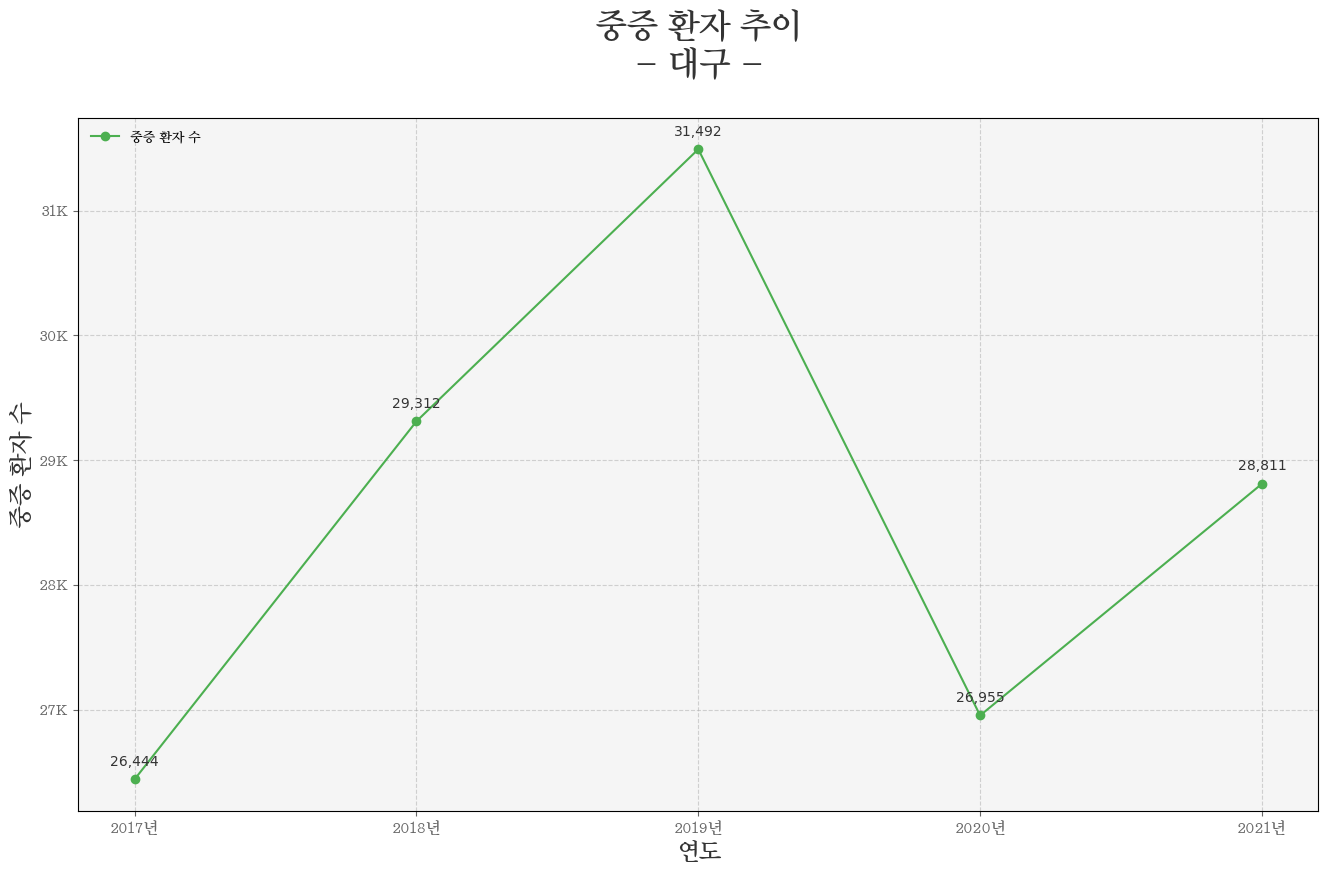 중증 환자 추이
- 대구 -
중증 환자 수
31,492
31K
30K
29,312
29K
28,811
28K
26,955
27K
26,444
중증 환자 수
2017년
2018년
2019년
2020년
2021년
연도